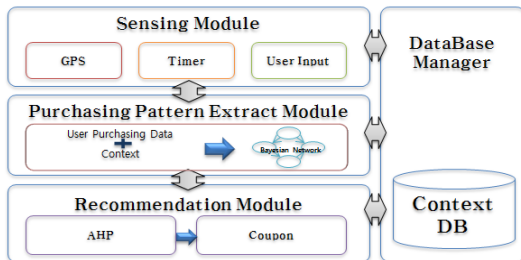 Sensing Module
GPS
Timer
User Input
Purchasing Pattern Extract Module
User Purchasing Data
Context
Bayesian Network
Recommendation Module
AHP
Coupon
DataBase
Manager
Context
DB